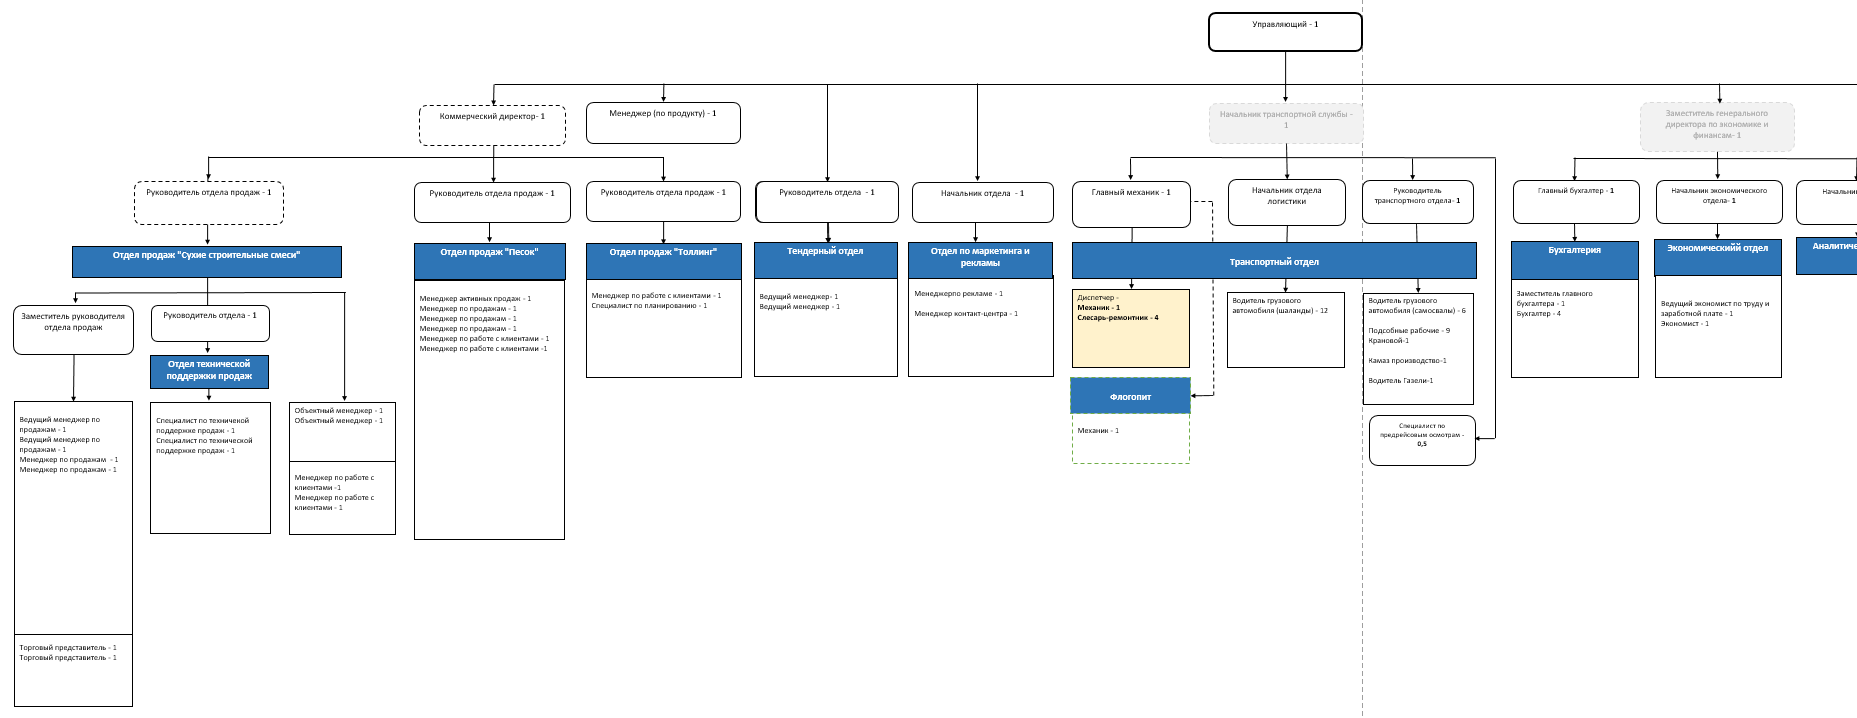 Управляющий - 1
Коммерческий директор- 1
Менеджер (по продукту) - 1
Начальник транспортной службы -
1
Заместитель генерального
директора по экономике и
финансам- 1
Руководитель отдела продаж - 1
Руководитель отдела продаж - 1
Руководитель отдела продаж - 1
Руководитель отдела - 1
Начальник отдела - 1
Главный механик - 1
Начальник отдела
логистики
Руководитель
транспортного отдела- 1
Главный бухгалтер - 1
Начальник экономического
отдела- 1
Начальник
Отдел продаж "Сухие строительные смеси"
Отдел продаж "Песок"
Отдел продаж "Толлинг"
Тендерный отдел
Отдел по маркетинга и
рекламы
Транспортный отдел
Бухгалтерия
Экономическийй отдел
Аналитиче
Заместитель руководителя
отдела продаж
Руководитель отдела - 1
Отдел технической
поддержки продаж
Ведущий менеджер по
продажам - 1
Ведущий менеджер по
продажам - 1
Менеджер по продажам - 1
Менеджер по продажам - 1
Торговый представитель - 1
Торговый представитель - 1
Специалист по техничекой
поддержке продаж - 1
Специалист по технической
поддержке продаж - 1
Объектный менеджер - 1
Объектный менеджер - 1
Менеджер по работе с
клиентами -1
Менеджер по работе с
клиентами - 1
Менеджер активных продаж - 1
Менеджер по продажам - 1
Менеджер по продажам - 1
Менеджер по продажам - 1
Менеджер по работе с клиентами - 1
Менеджер по работе с клиентами -1
Менеджер по работе с клиентами - 1
Специалист по планированию - 1
Ведущий менеджер- 1
Ведущий менеджер - 1
Менеджерпо рекламе - 1
Менеджер контакт-центра - 1
Диспетчер -
Механик - 1
Слесарь-ремонтник - 4
Флогопит
Механик - 1
Водитель грузового
автомобиля (шаланды) - 12
Водитель грузового
автомобиля (самосвалы) - 6
Подсобные рабочие - 9
Крановой-1
Камаз производство-1
Водитель Газели-1
Специалист по
предрейсовым осмотрам -
0,5
Заместитель главного
бухгалтера - 1
Бухгалтер - 4
Ведущий экономист по труду и
заработной плате - 1
Экономист - 1